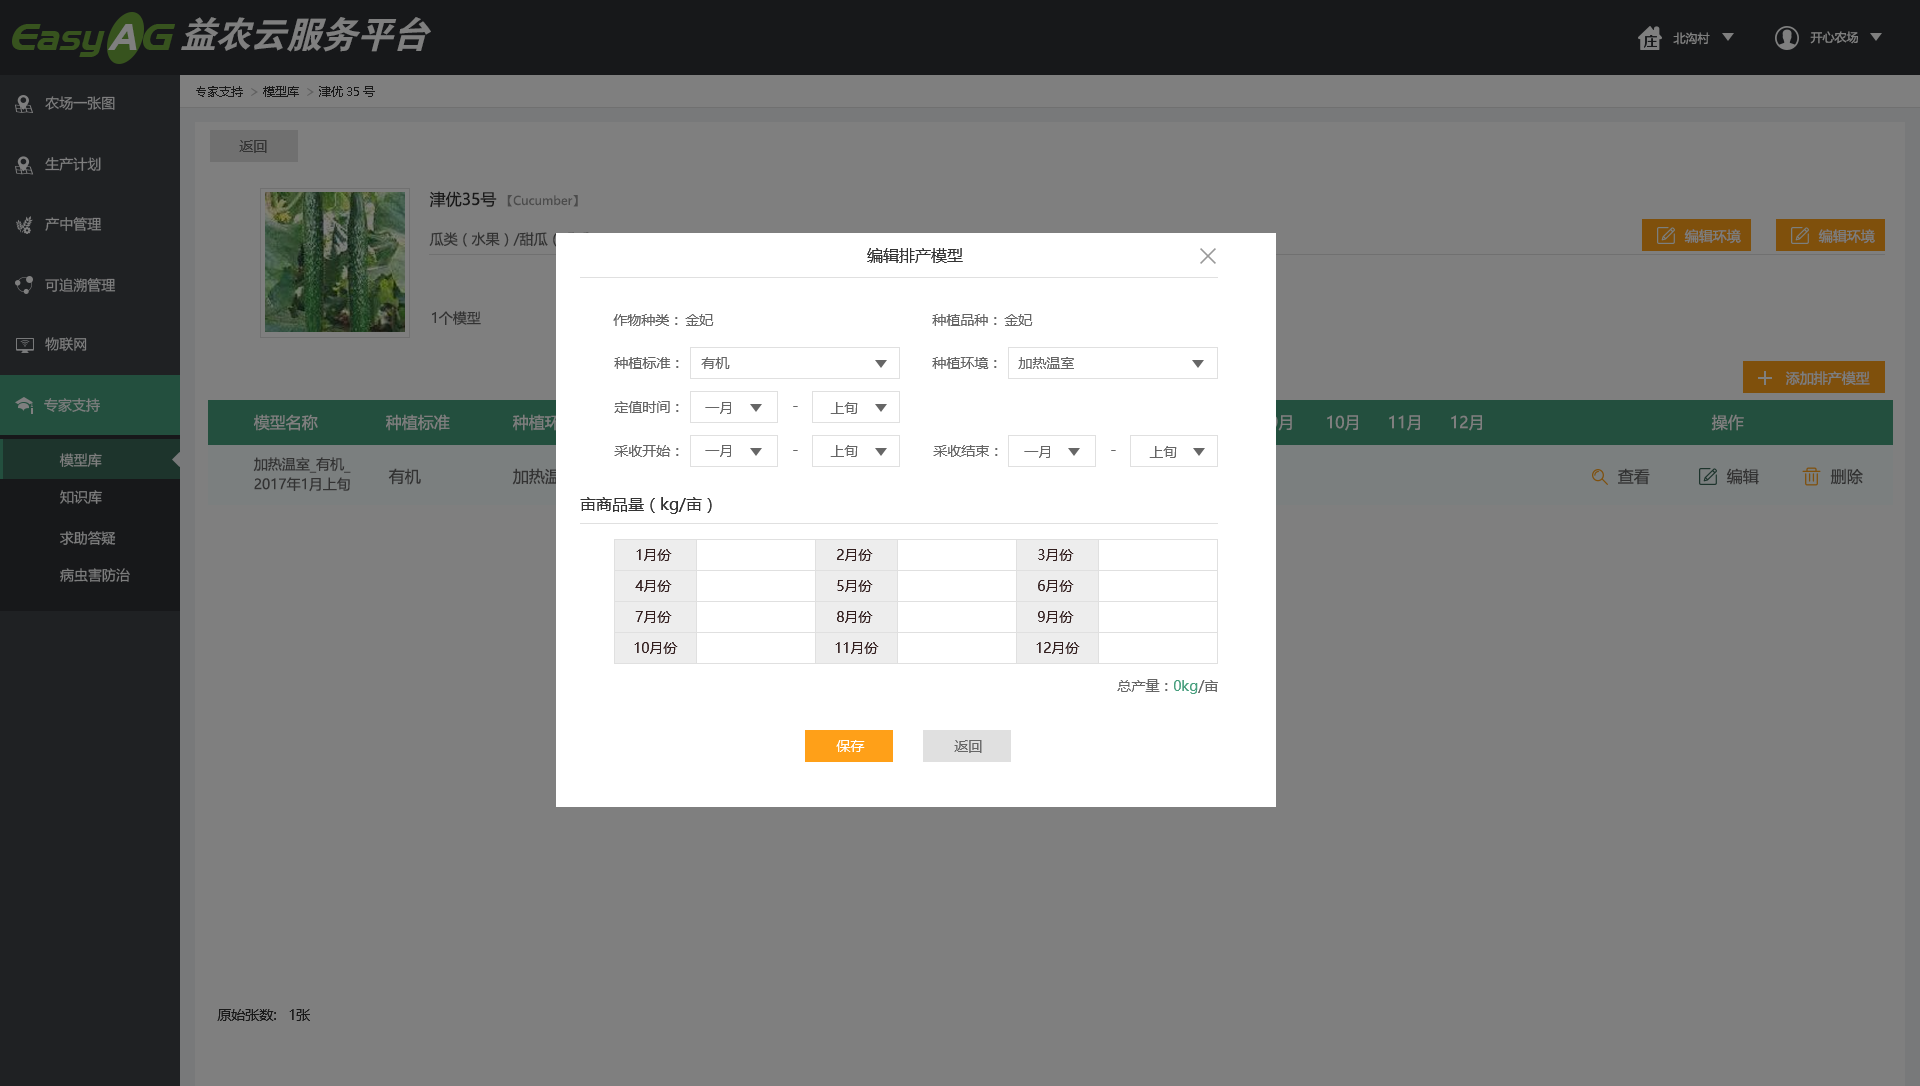 EasyAG 益农云服务平台
庄 北沟村 开心农场
农场一张图
生产计划
产中管理
可追溯管理
物联网
专家支持
模型库
知识库
求助答疑
病虫害防治
专家支持 > 模型库 > 津优 35 号
返回
津优35号 【Cucumber】
瓜类（水果）/甜瓜（
1个模型
编辑环境 编辑环境
添加排产模型
模型名称 种植标准 种植环 月 10月 11月 12月 操作
加热温室_有机_
2017年1月上旬
有机 加热温 查看 编辑 删除
原始张数: 1张
编辑排产模型
作物种类：金妃 种植品种：金妃
种植标准： 有机 种植环境： 加热温室
定值时间： 一月 - 上旬
采收开始： 一月 - 上旬 采收结束： 一月 - 上旬
亩商品量（kg/亩）
1月份 2月份 3月份
4月份 5月份 6月份
7月份 8月份 9月份
10月份 11月份 12月份
总产量：0kg/亩
保存 返回